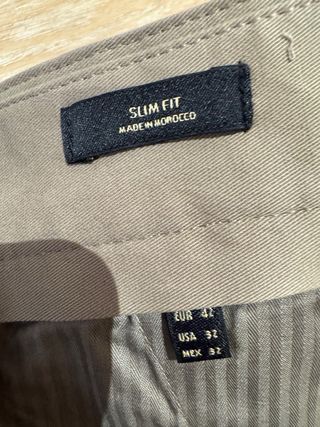 SLIM FIT
MADE IN MOROCCO
EUR 42
USA 32
MEX 32